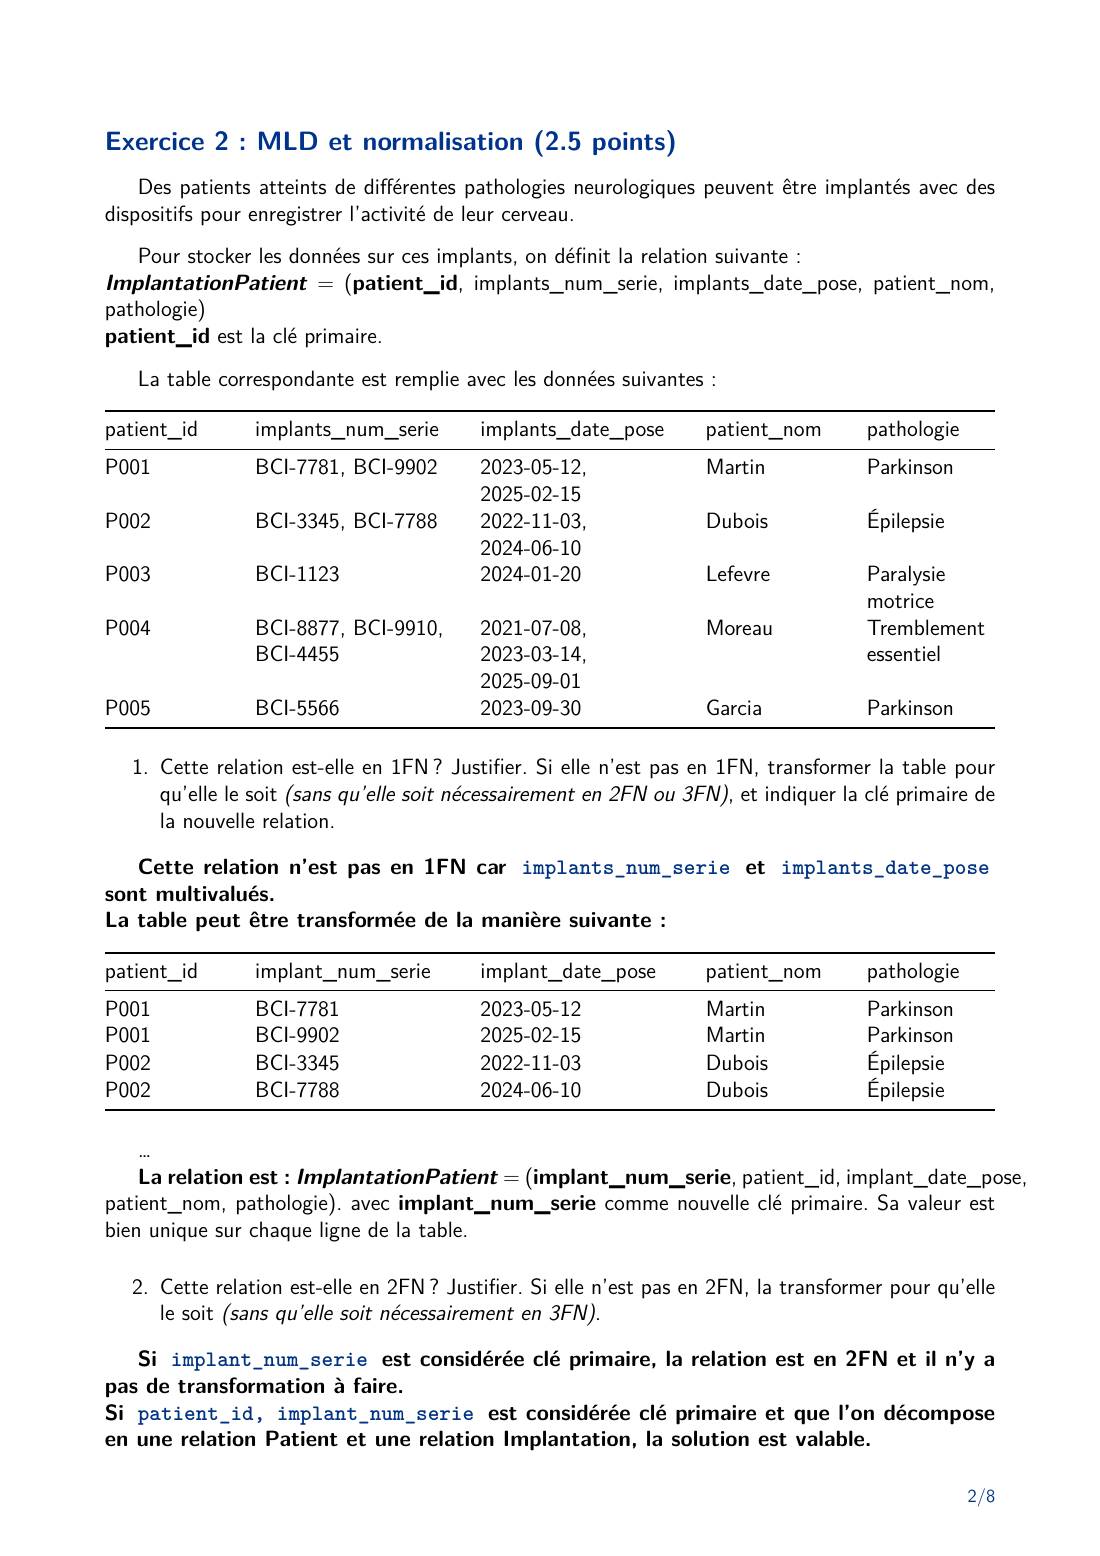 Exercice 2 : MLD et normalisation (2.5 points)
Des patients atteints de différentes pathologies neurologiques peuvent être implantés avec des
dispositifs pour enregistrer l'activité de leur cerveau.
Pour stocker les données sur ces implants, on définit la relation suivante :
ImplantationPatient = (patient_id, implants_num_serie, implants_date_pose, patient_nom,
pathologie)
patient_id est la clé primaire.
La table correspondante est remplie avec les données suivantes :
patient_id implants_num_serie implants_date_pose patient_nom pathologie
P001 BCI-7781, BCI-9902 2023-05-12, Martin Parkinson
2025-02-15
P002 BCI-3345, BCI-7788 2022-11-03, Dubois Épilepsie
2024-06-10
P003 BCI-1123 2024-01-20 Lefevre Paralysie
motrice
P004 BCI-8877, BCI-9910, 2021-07-08, Moreau Tremblement
BCI-4455 2023-03-14, essentiel
2025-09-01
P005 BCI-5566 2023-09-30 Garcia Parkinson
1. Cette relation est-elle en 1FN ? Justifier. Si elle n'est pas en 1FN, transformer la table pour
qu'elle le soit (sans qu'elle soit nécessairement en 2FN ou 3FN), et indiquer la clé primaire de
la nouvelle relation.
Cette relation n'est pas en 1FN car implants_num_serie et implants_date_pose
sont multivalués.
La table peut être transformée de la manière suivante :
patient_id implant_num_serie implant_date_pose patient_nom pathologie
P001 BCI-7781 2023-05-12 Martin Parkinson
P001 BCI-9902 2025-02-15 Martin Parkinson
P002 BCI-3345 2022-11-03 Dubois Épilepsie
P002 BCI-7788 2024-06-10 Dubois Épilepsie
...
La relation est : ImplantationPatient = (implant_num_serie, patient_id, implant_date_pose,
patient_nom, pathologie). avec implant_num_serie comme nouvelle clé primaire. Sa valeur est
bien unique sur chaque ligne de la table.
2. Cette relation est-elle en 2FN ? Justifier. Si elle n'est pas en 2FN, la transformer pour qu'elle
le soit (sans qu'elle soit nécessairement en 3FN).
Si implant_num_serie est considérée clé primaire, la relation est en 2FN et il n'y a
pas de transformation à faire.
Si patient_id, implant_num_serie est considérée clé primaire et que l'on décompose
en une relation Patient et une relation Implantation, la solution est valable.
2/8